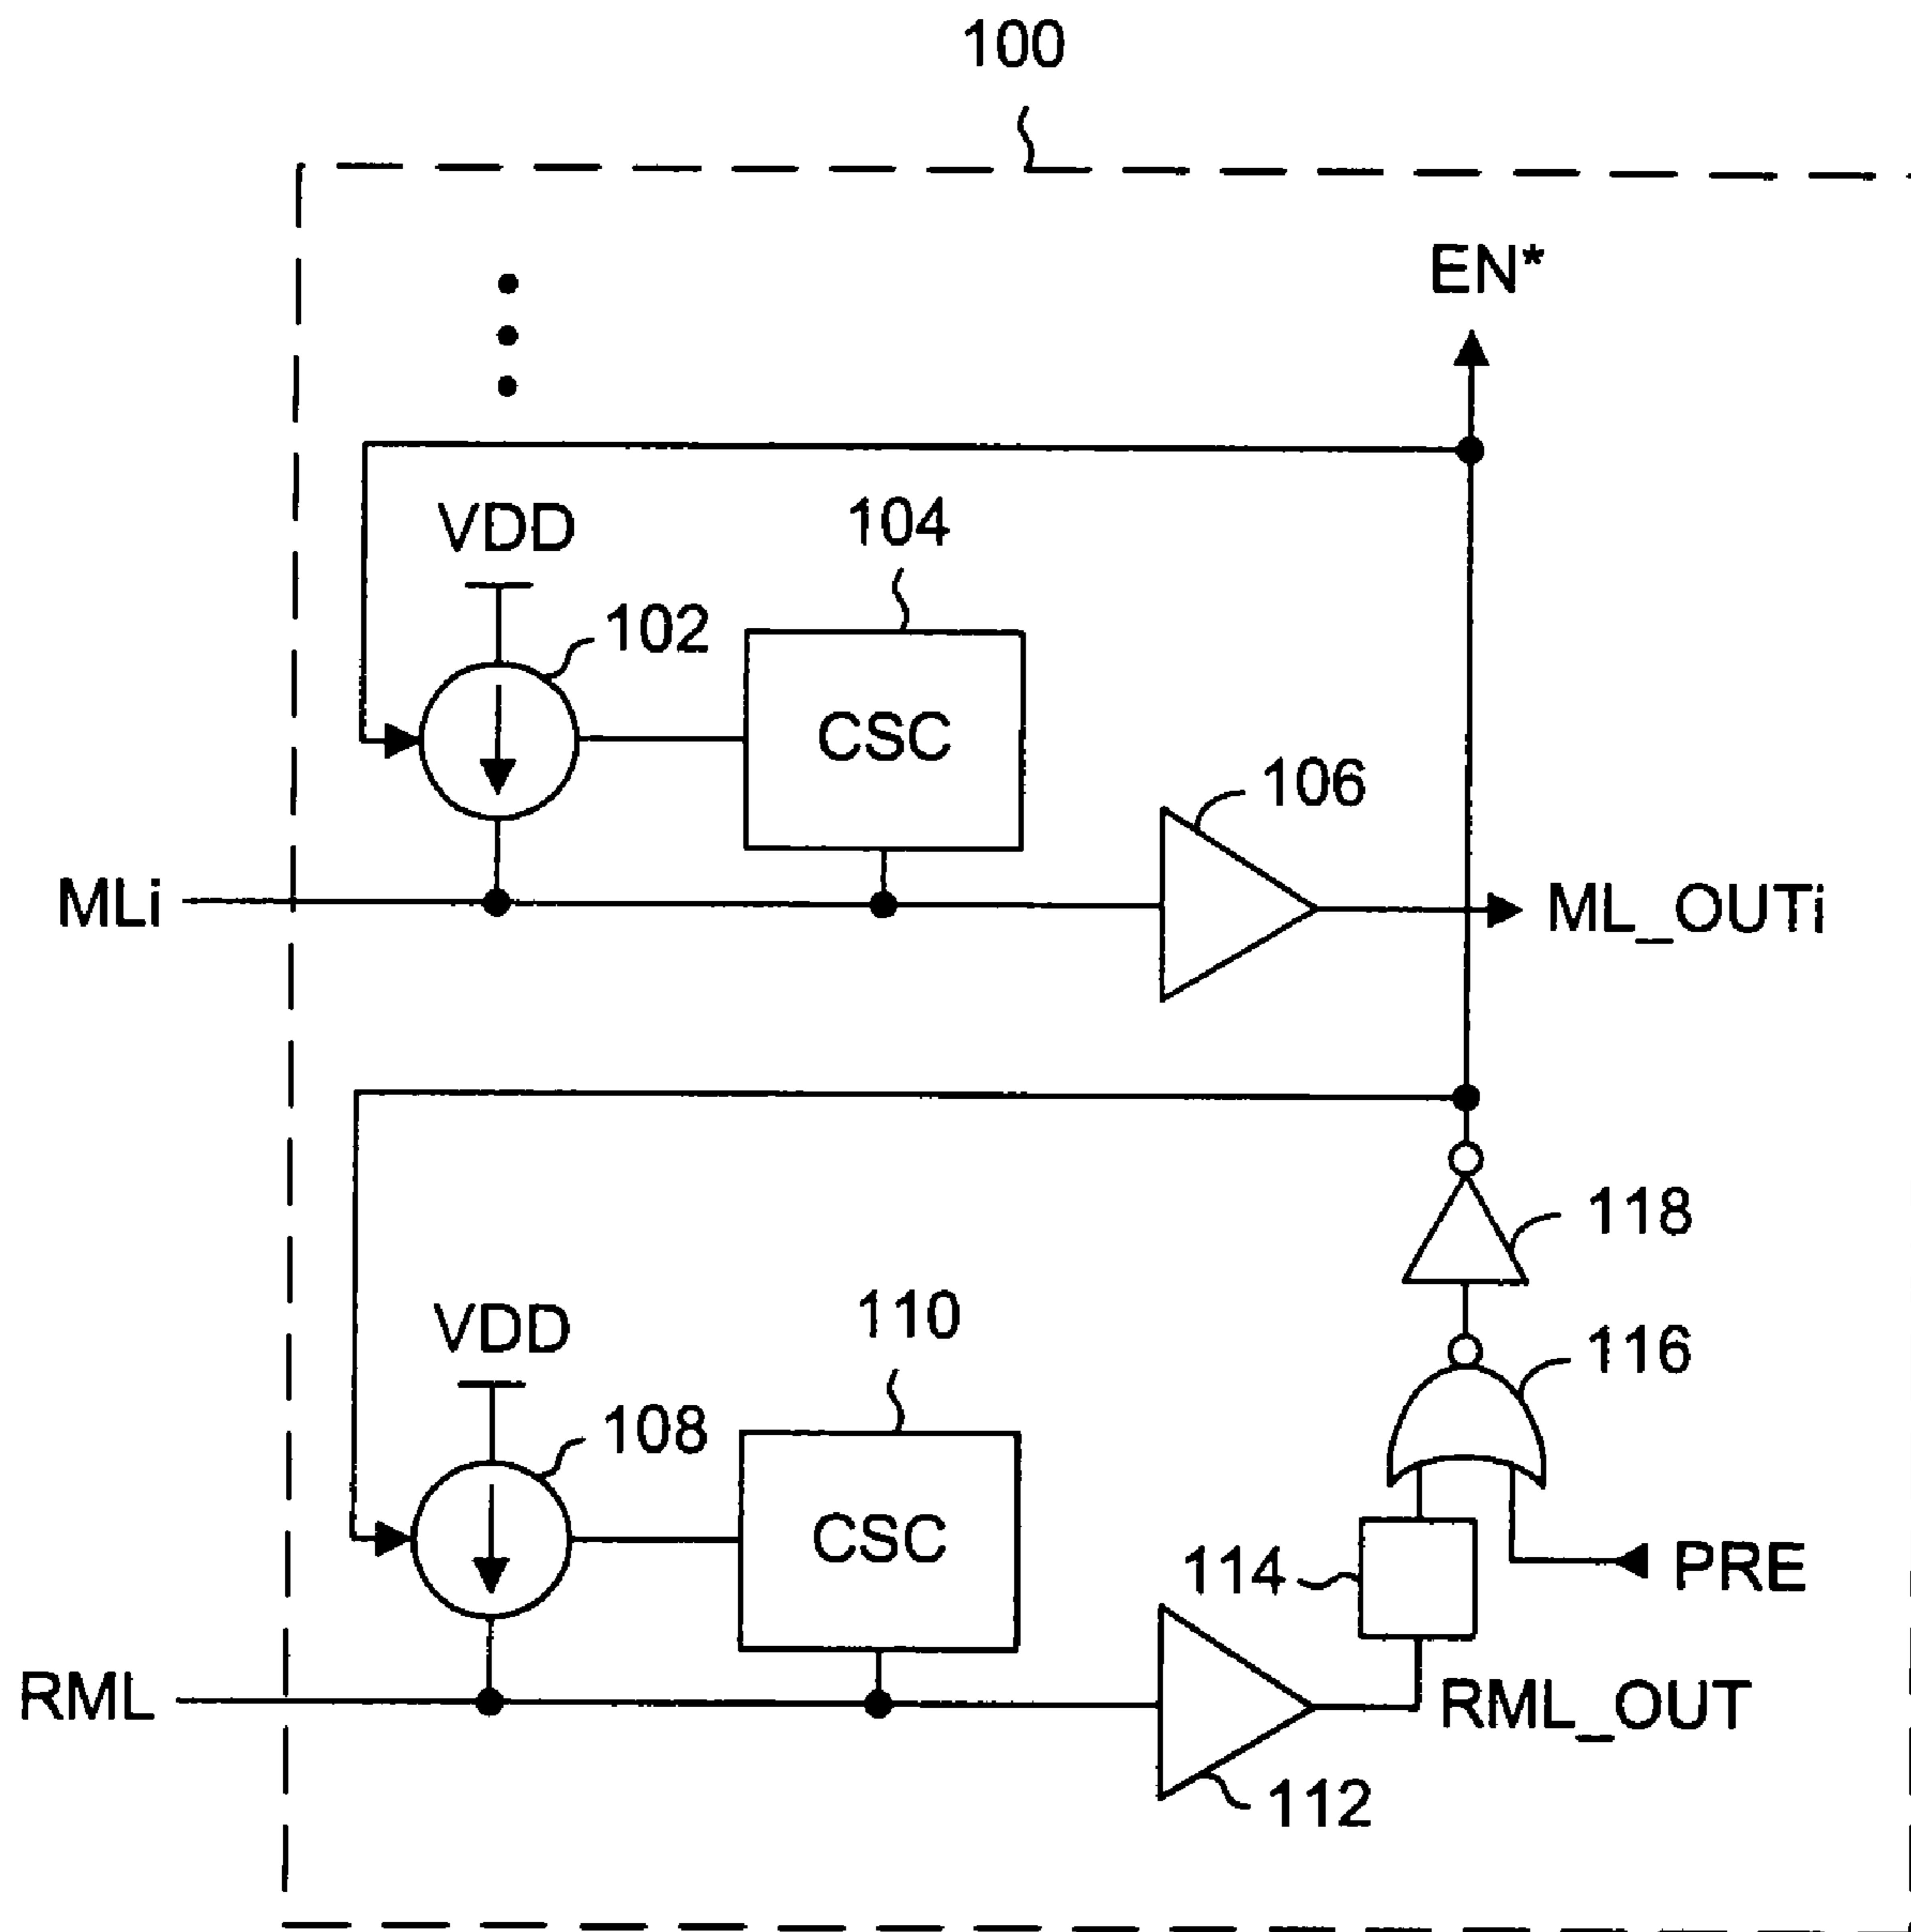 100
EN*
VDD
104
102
CSC
106
MLi
ML_OUTi
118
VDD
110
116
108
CSC
114
PRE
RML
RML_OUT
112